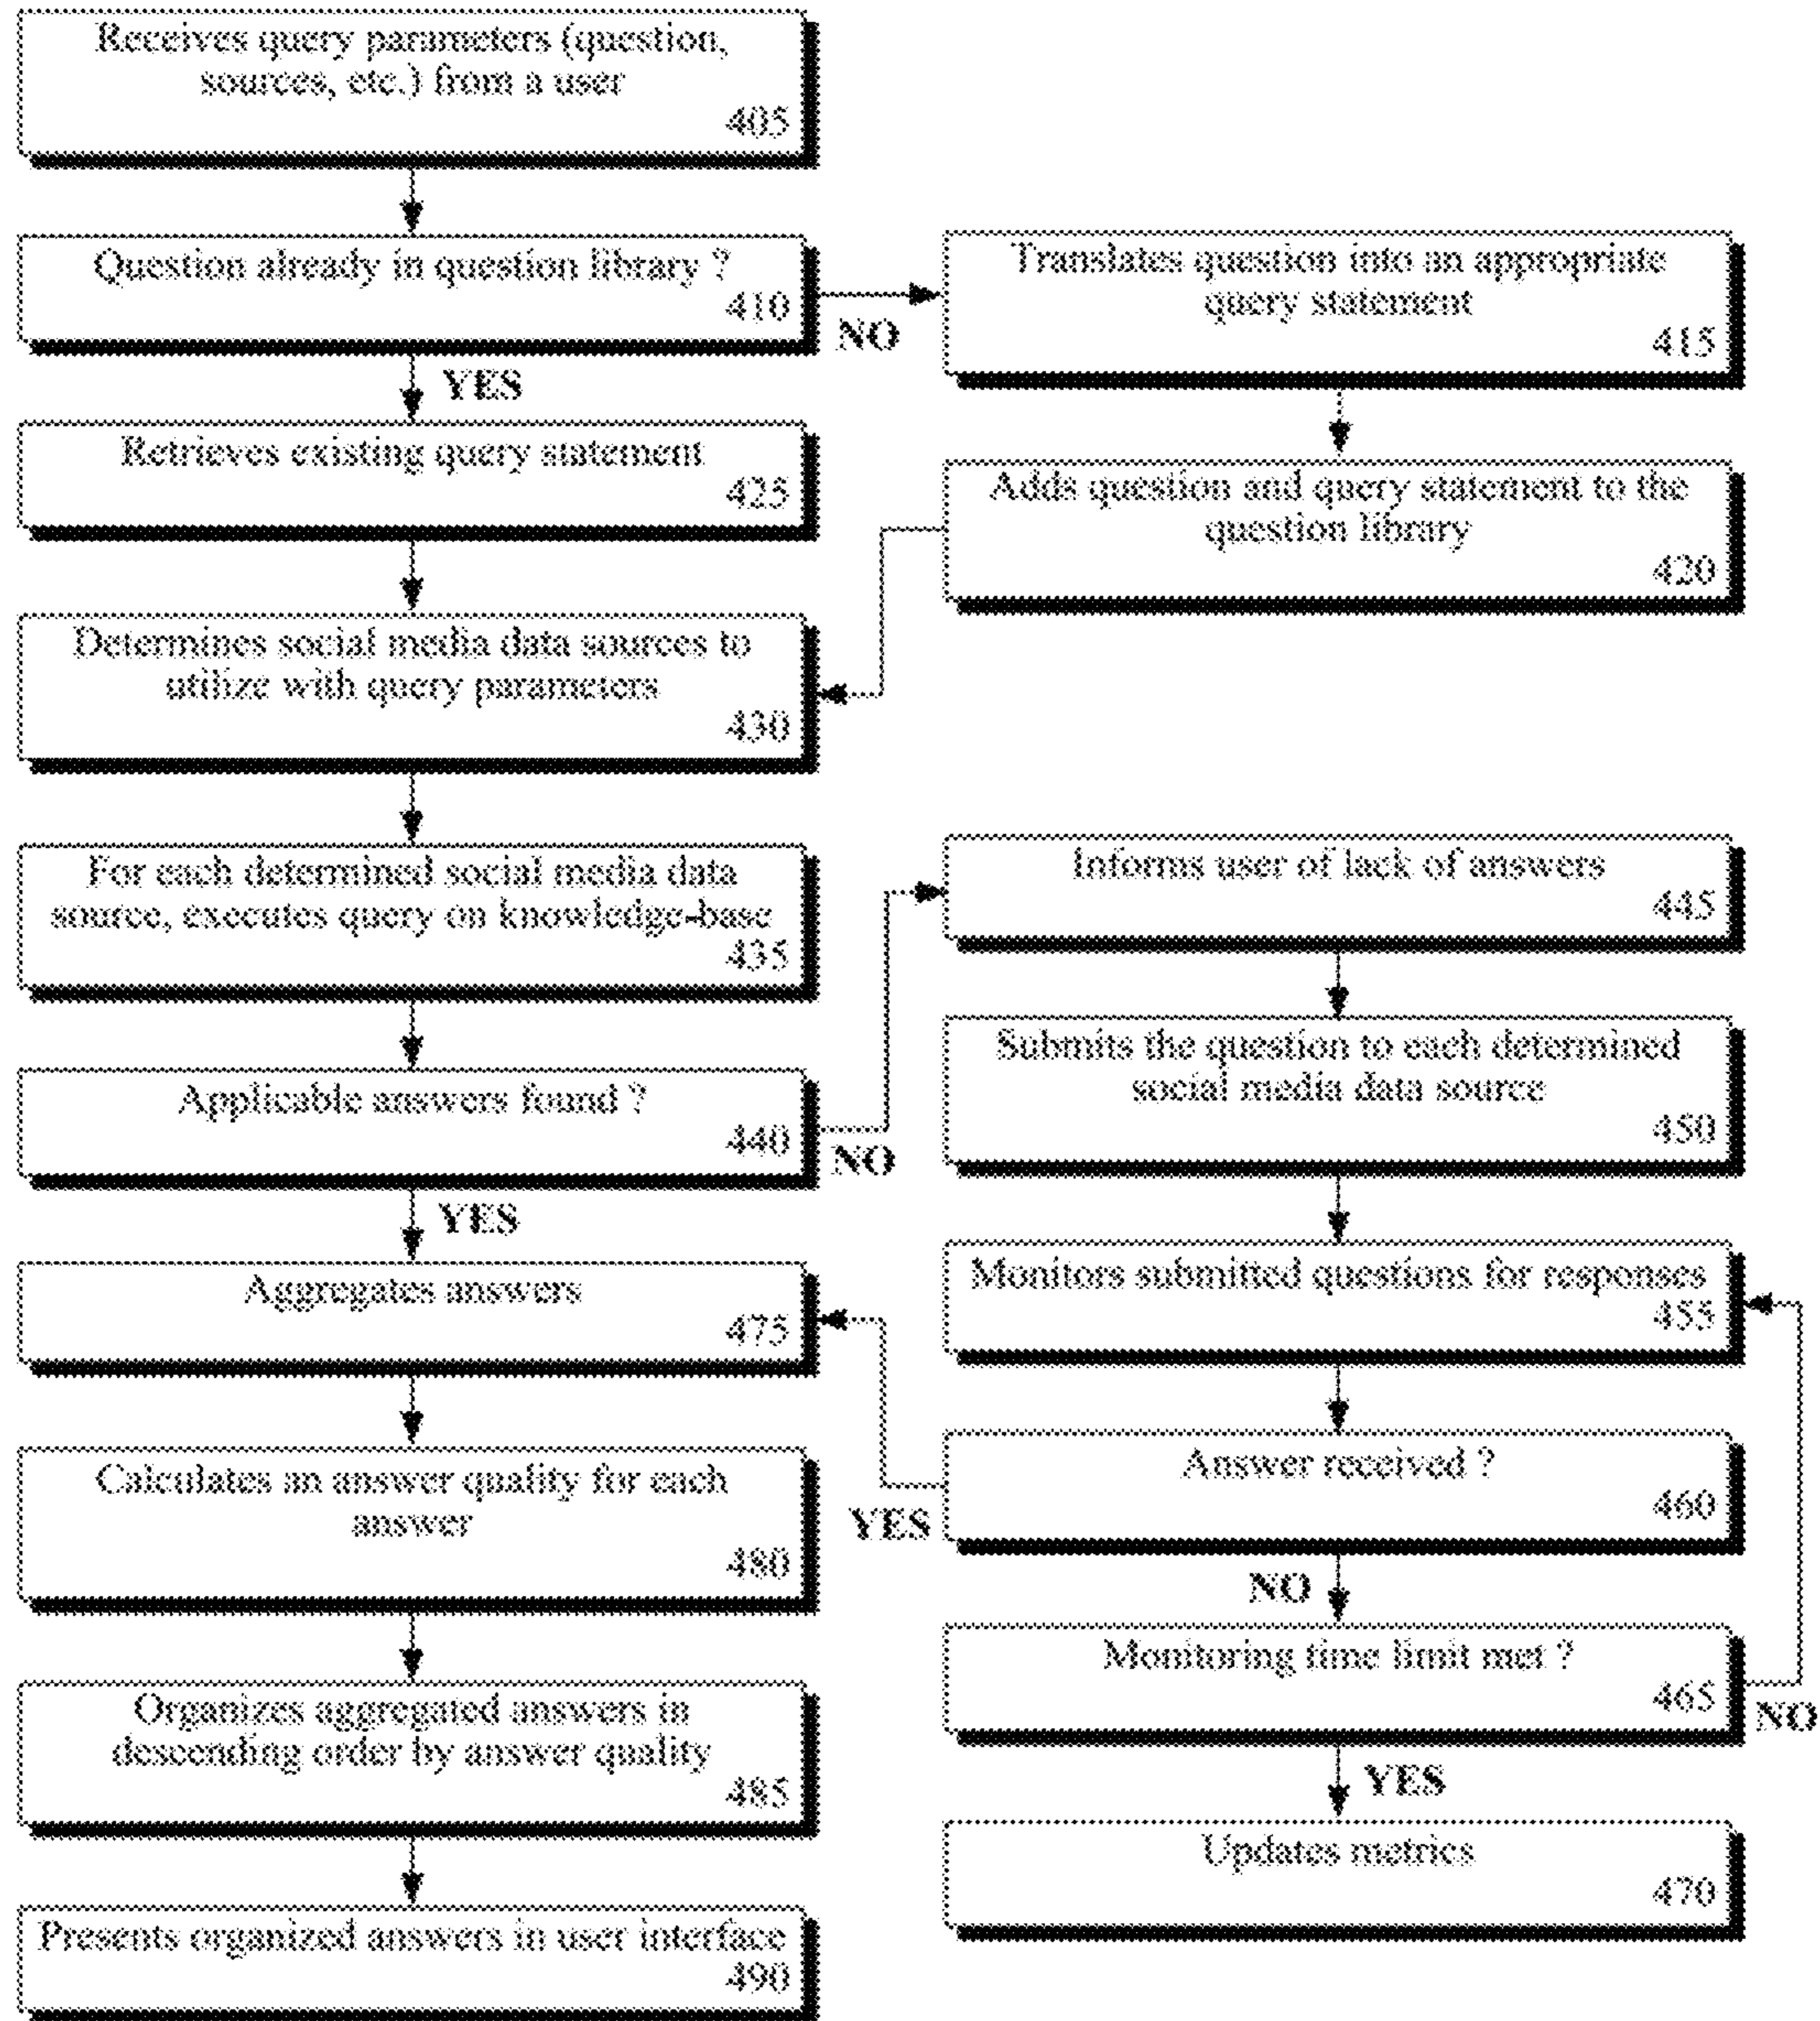 Receives query parameters (question,
sources, etc.) from a user
405
Question already in question library ?
410
NO
YES
Translates question into an appropriate
query statement
415
Retrieves existing query statement
425
Adds question and query statement to the
question library
420
Determines social media data sources to
utilize with query parameters
430
For each determined social media data
source, executes query on knowledge-base
435
Applicable answers found ?
440
NO
YES
Informs user of lack of answers
445
Submits the question to each determined
social media data source
450
Monitors submitted questions for responses
455
Answer received ?
460
YES
NO
Monitoring time limit met ?
465
NO
YES
Updates metrics
470
Aggregates answers
475
Calculates an answer quality for each
answer
480
Organizes aggregated answers in
descending order by answer quality
485
Presents organized answers in user interface
490